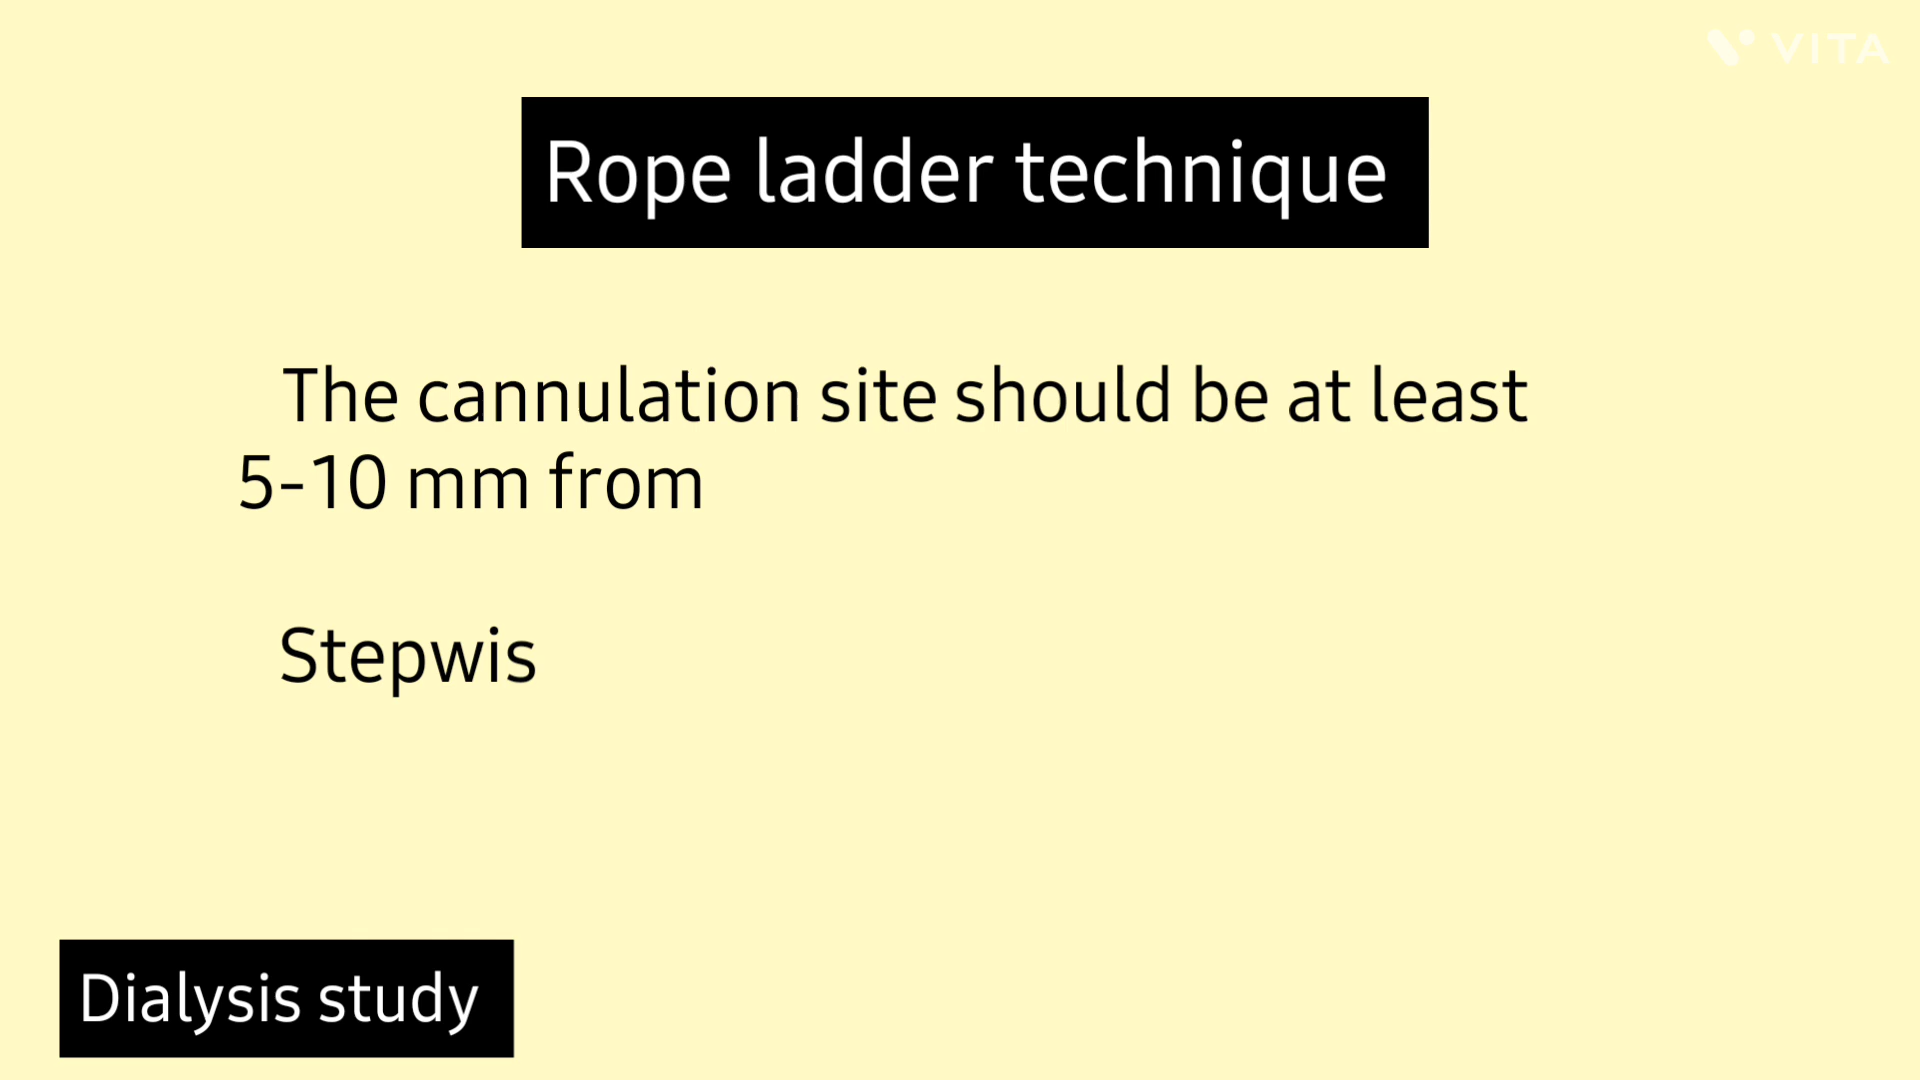 VITA
Rope ladder technique
The cannulation site should be at least
5-10 mm from
Stepwis
Dialysis study